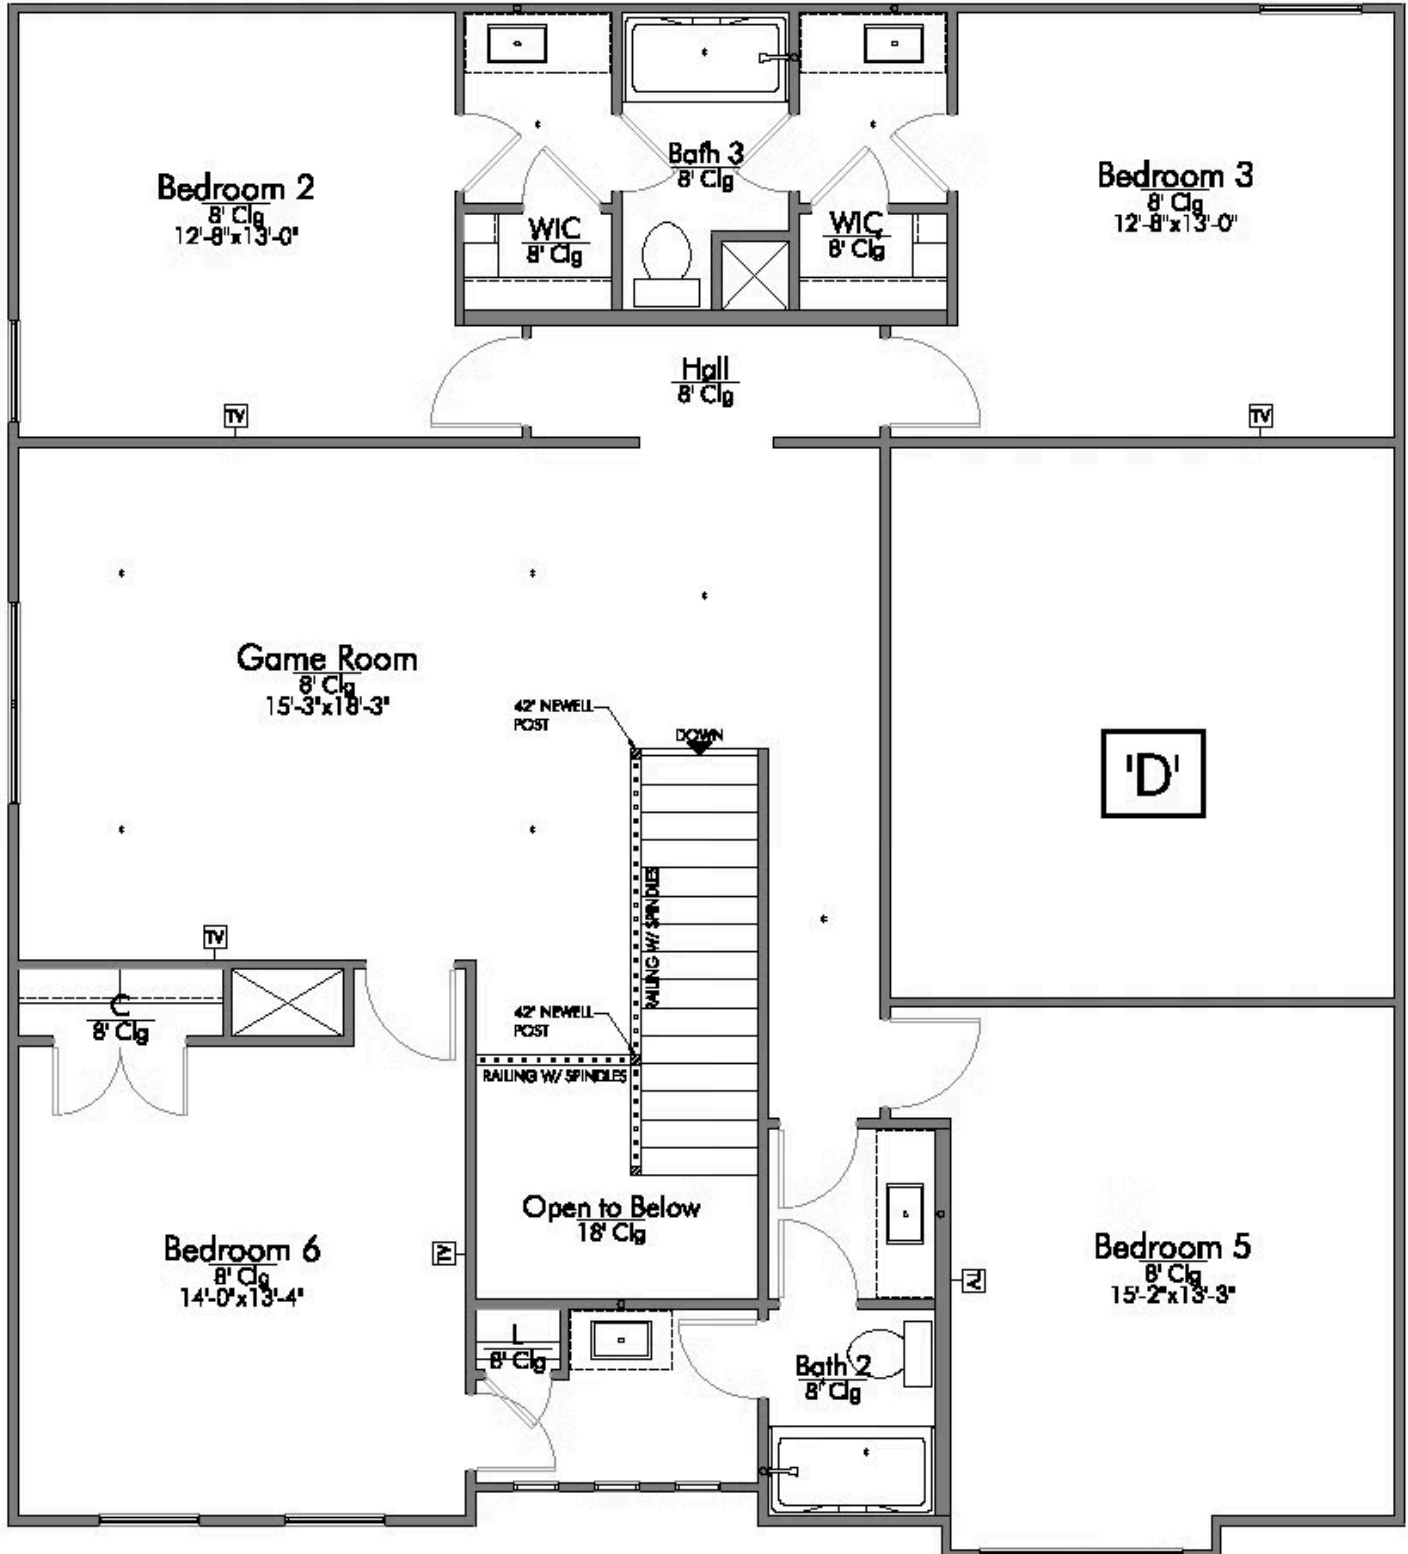 Bath 3
8' Clg
Bedroom 2
8' Clg
12'-8"x13'-0"
Bedroom 3
8' Clg
12'-8"x13'-0"
WIC
8' Clg
WIC
8' Clg
Hall
8' Clg
TV
TV
Game Room
8' Clg
15'-3"x18'-3"
42" NEWELL
POST
DOWN
'D'
RAILING W/ SPINDLES
TV
C
8' Clg
42" NEWELL
POST
RAILING W/ SPINDLES
Open to Below
18' Clg
Bedroom 6
8' Clg
14'-0"x13'-4"
TV
Bedroom 5
8' Clg
15'-2"x13'-3"
TV
L
8' Clg
Bath 2
8' Clg